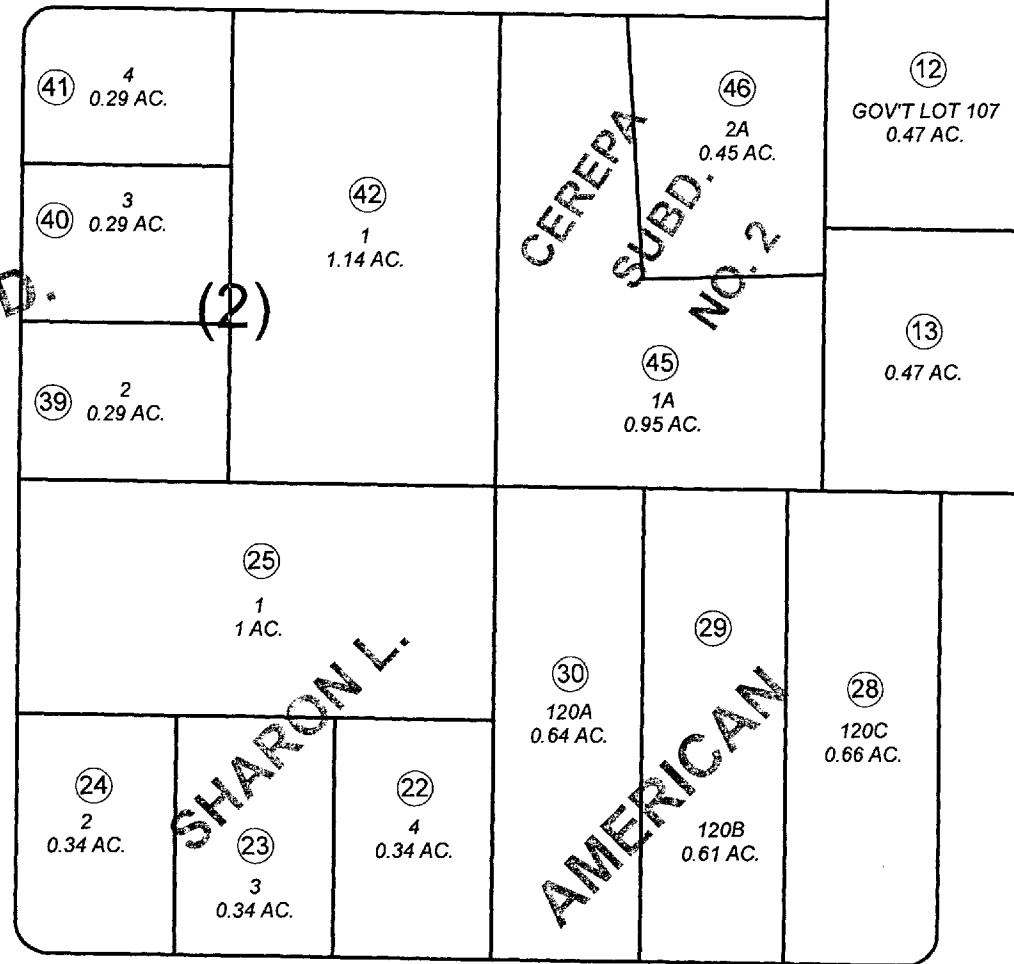 41
4
0.29 AC.
40
3
0.29 AC.
D.
(2)
39
2
0.29 AC.
42
1
1.14 AC.
CEREPA
SUBD.
NO. 2
46
2A
0.45 AC.
12
GOV'T LOT 107
0.47 AC.
45
1A
0.95 AC.
13
0.47 AC.
25
1
1 AC.
SHARON L.
24
2
0.34 AC.
23
3
0.34 AC.
22
4
0.34 AC.
30
120A
0.64 AC.
AMERICAN
29
120B
0.61 AC.
28
120C
0.66 AC.